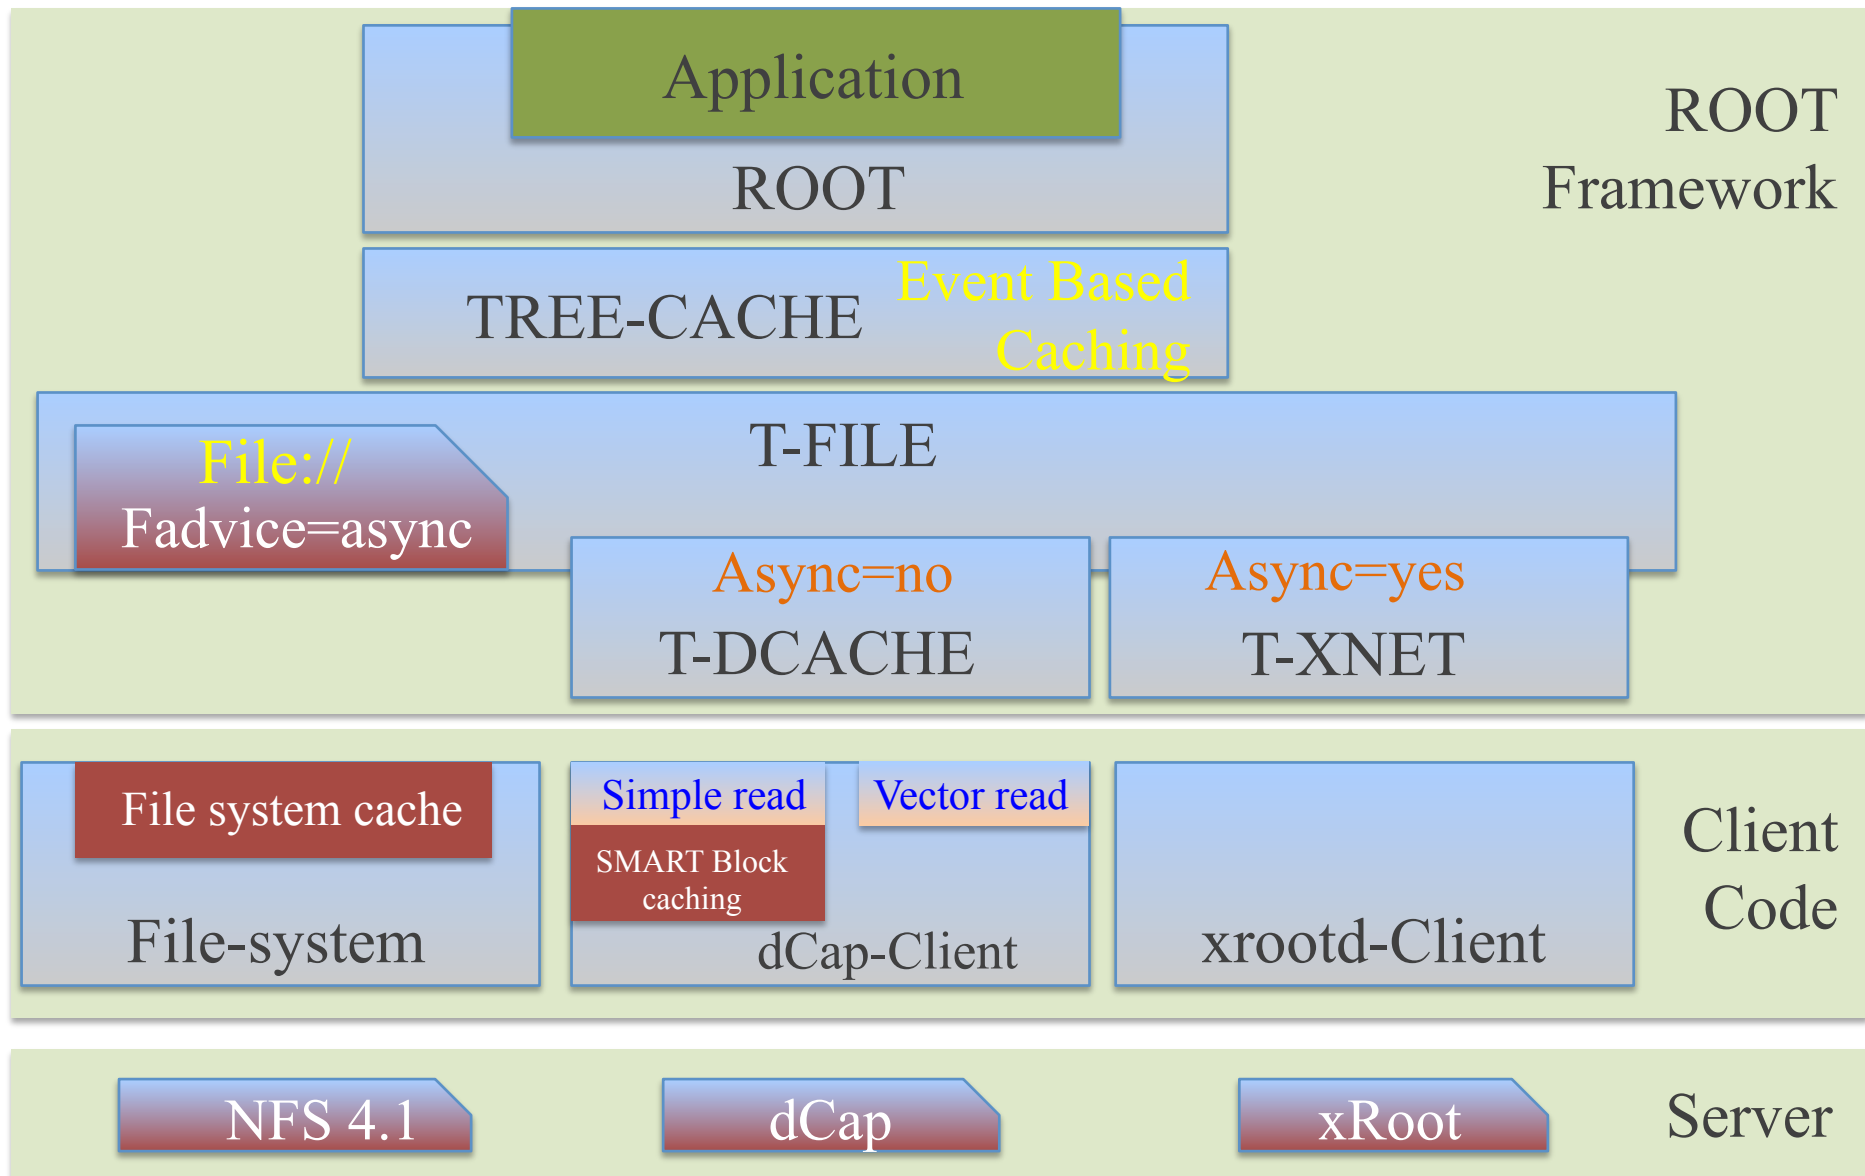 Application
ROOT
ROOT
Framework
TREE-CACHE
Event Based
Caching
T-FILE
File://
Fadvice=async
Async=no
T-DCACHE
Async=yes
T-XNET
File system cache
File-system
Simple read
Vector read
SMART Block
caching
dCap-Client
xrootd-Client
Client
Code
NFS 4.1
dCap
xRoot
Server